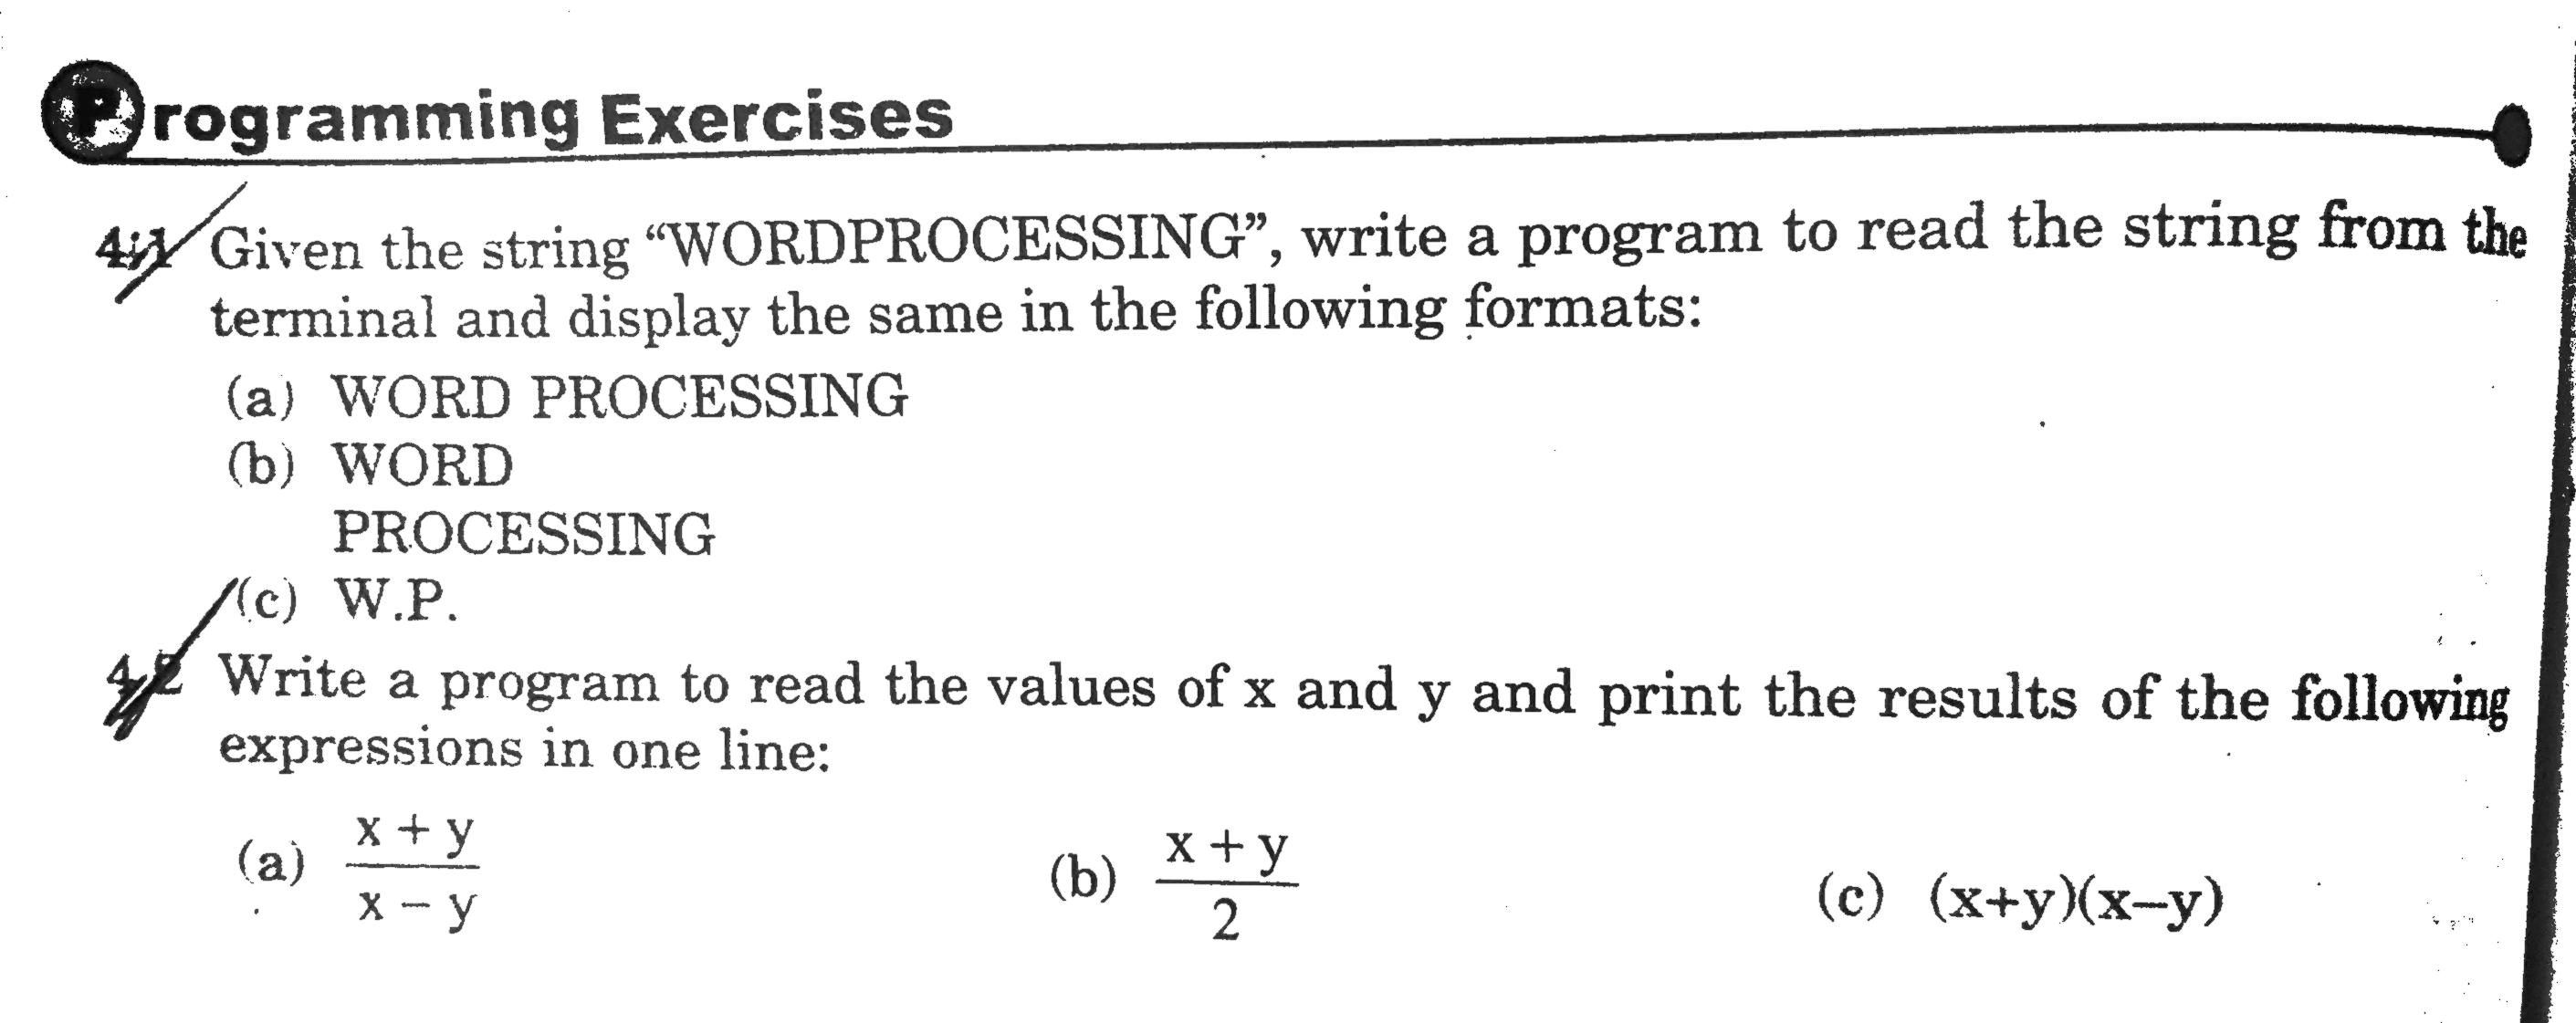 Programming Exercises
4.1 Given the string “WORDPROCESSING”, write a program to read the string from the
terminal and display the same in the following formats:
(a) WORD PROCESSING
(b) WORD
PROCESSING
(c) W.P.
4.2 Write a program to read the values of x and y and print the results of the following
expressions in one line:
(a) x + y / x – y (b) x + y / 2 (c) (x+y)(x–y)